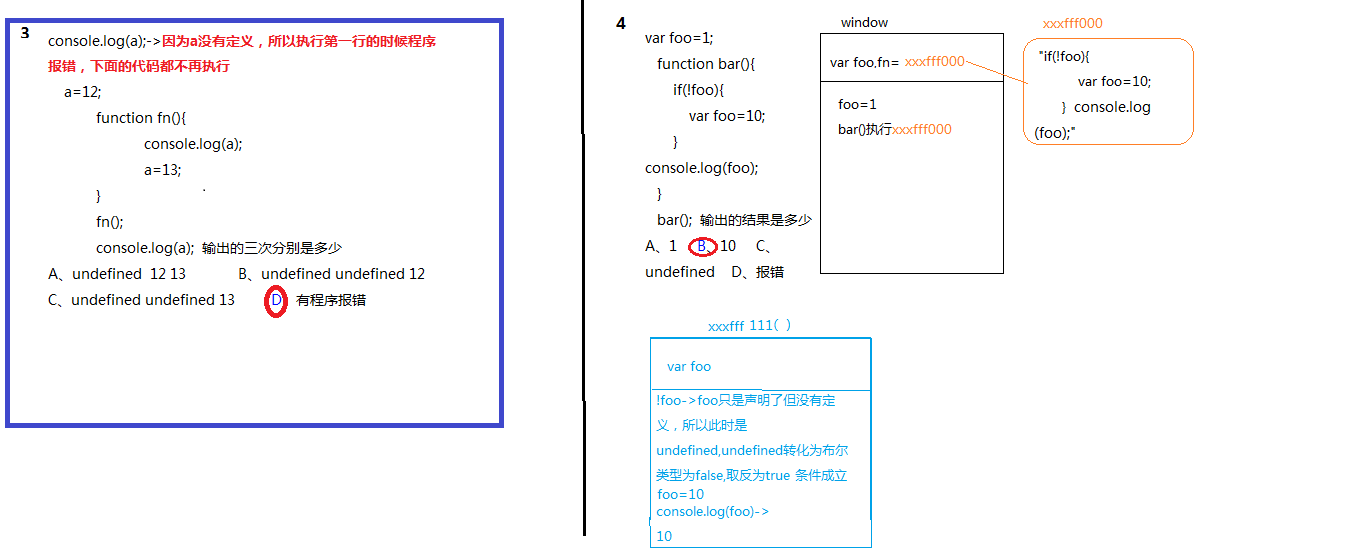 3
console.log(a);->因为a没有定义，所以执行第一行的时候程序
报错，下面的代码都不再执行
a=12;
function fn(){
console.log(a);
a=13;
}
fn();
console.log(a); 输出的三次分别是多少
A、undefined 12 13 B、undefined undefined 12
C、undefined undefined 13 D 有程序报错
4
var foo=1;
function bar(){
if(!foo){
var foo=10;
}
console.log(foo);
}
bar(); 输出的结果是多少
A、1 B、10 C、
undefined D、报错
window
var foo,fn= xxxfff000
foo=1
bar()执行xxxfff000
xxxfff000
"if(!foo){
var foo=10;
} console.log
(foo);"
xxxfff 111( )
var foo
!foo->foo只是声明了但没有定
义，所以此时是
undefined,undefined转化为布尔
类型为false,取反为true 条件成立
foo=10
console.log(foo)->
10